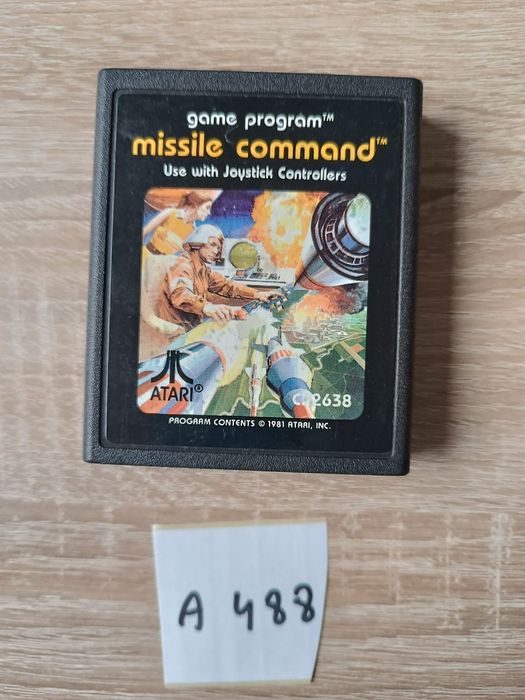 game program™
missile command™
Use with Joystick Controllers
ATARI®
CX2638
PROGRAM CONTENTS © 1981 ATARI, INC.
A 488